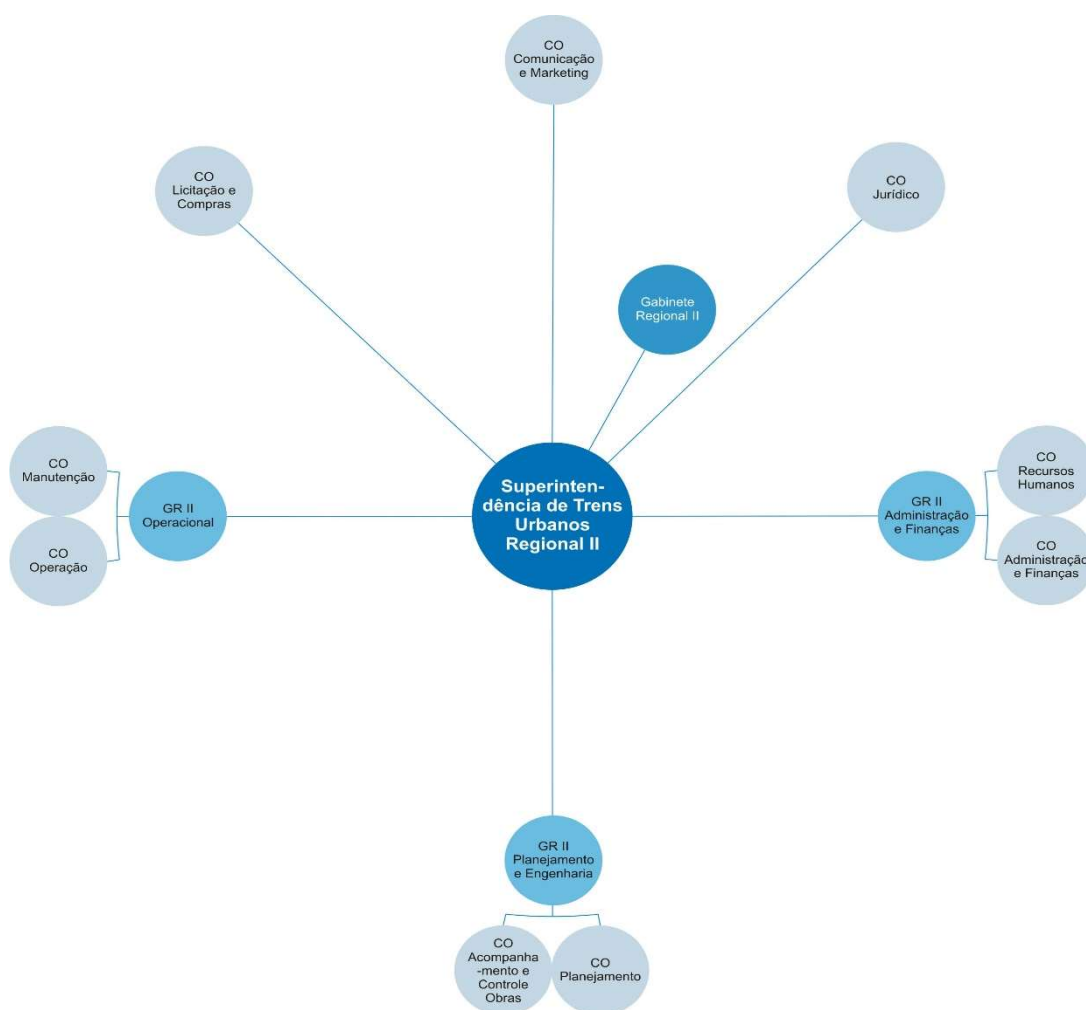 CO
Comunicação
e Marketing
CO
Licitação e
Compras
CO
Jurídico
Gabinete
Regional II
Superinten-
dência de Trens
Urbanos
Regional II
CO
Manutenção
CO
Operação
GR II
Operacional
GR II
Administração
e Finanças
CO
Recursos
Humanos
CO
Administração
e Finanças
GR II
Planejamento
e Engenharia
CO
Acompanha
-mento e
Controle
Obras
CO
Planejamento